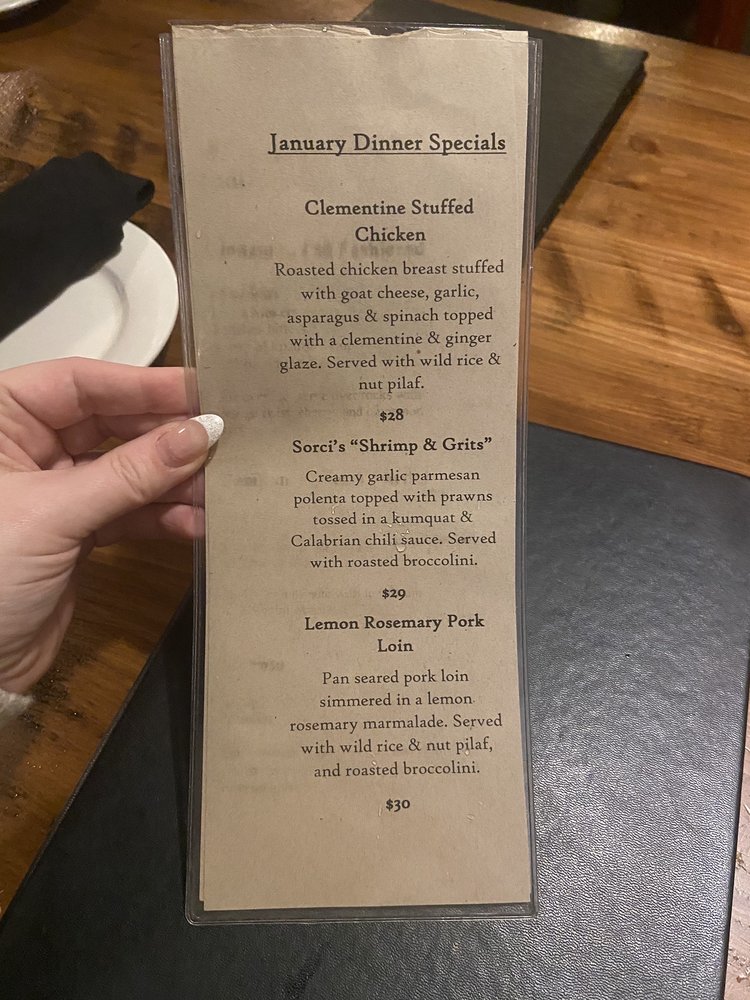 January Dinner Specials
Clementine Stuffed
Chicken
Roasted chicken breast stuffed
with goat cheese, garlic,
asparagus & spinach topped
with a clementine & ginger
glaze. Served with wild rice &
nut pilaf.
$28
Sorci's "Shrimp & Grits"
Creamy garlic parmesan
polenta topped with prawns
tossed in a kumquat &
Calabrian chili sauce. Served
with roasted broccolini.
$29
Lemon Rosemary Pork
Loin
Pan seared pork loin
simmered in a lemon
rosemary marmalade. Served
with wild rice & nut pilaf,
and roasted broccolini.
$30